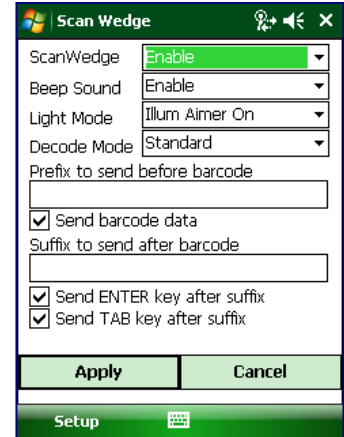 Scan Wedge
ScanWedge Enable
Beep Sound Enable
Light Mode Illum Aimer On
Decode Mode Standard
Prefix to send before barcode
Send barcode data
Suffix to send after barcode
Send ENTER key after suffix
Send TAB key after suffix
Apply Cancel
Setup